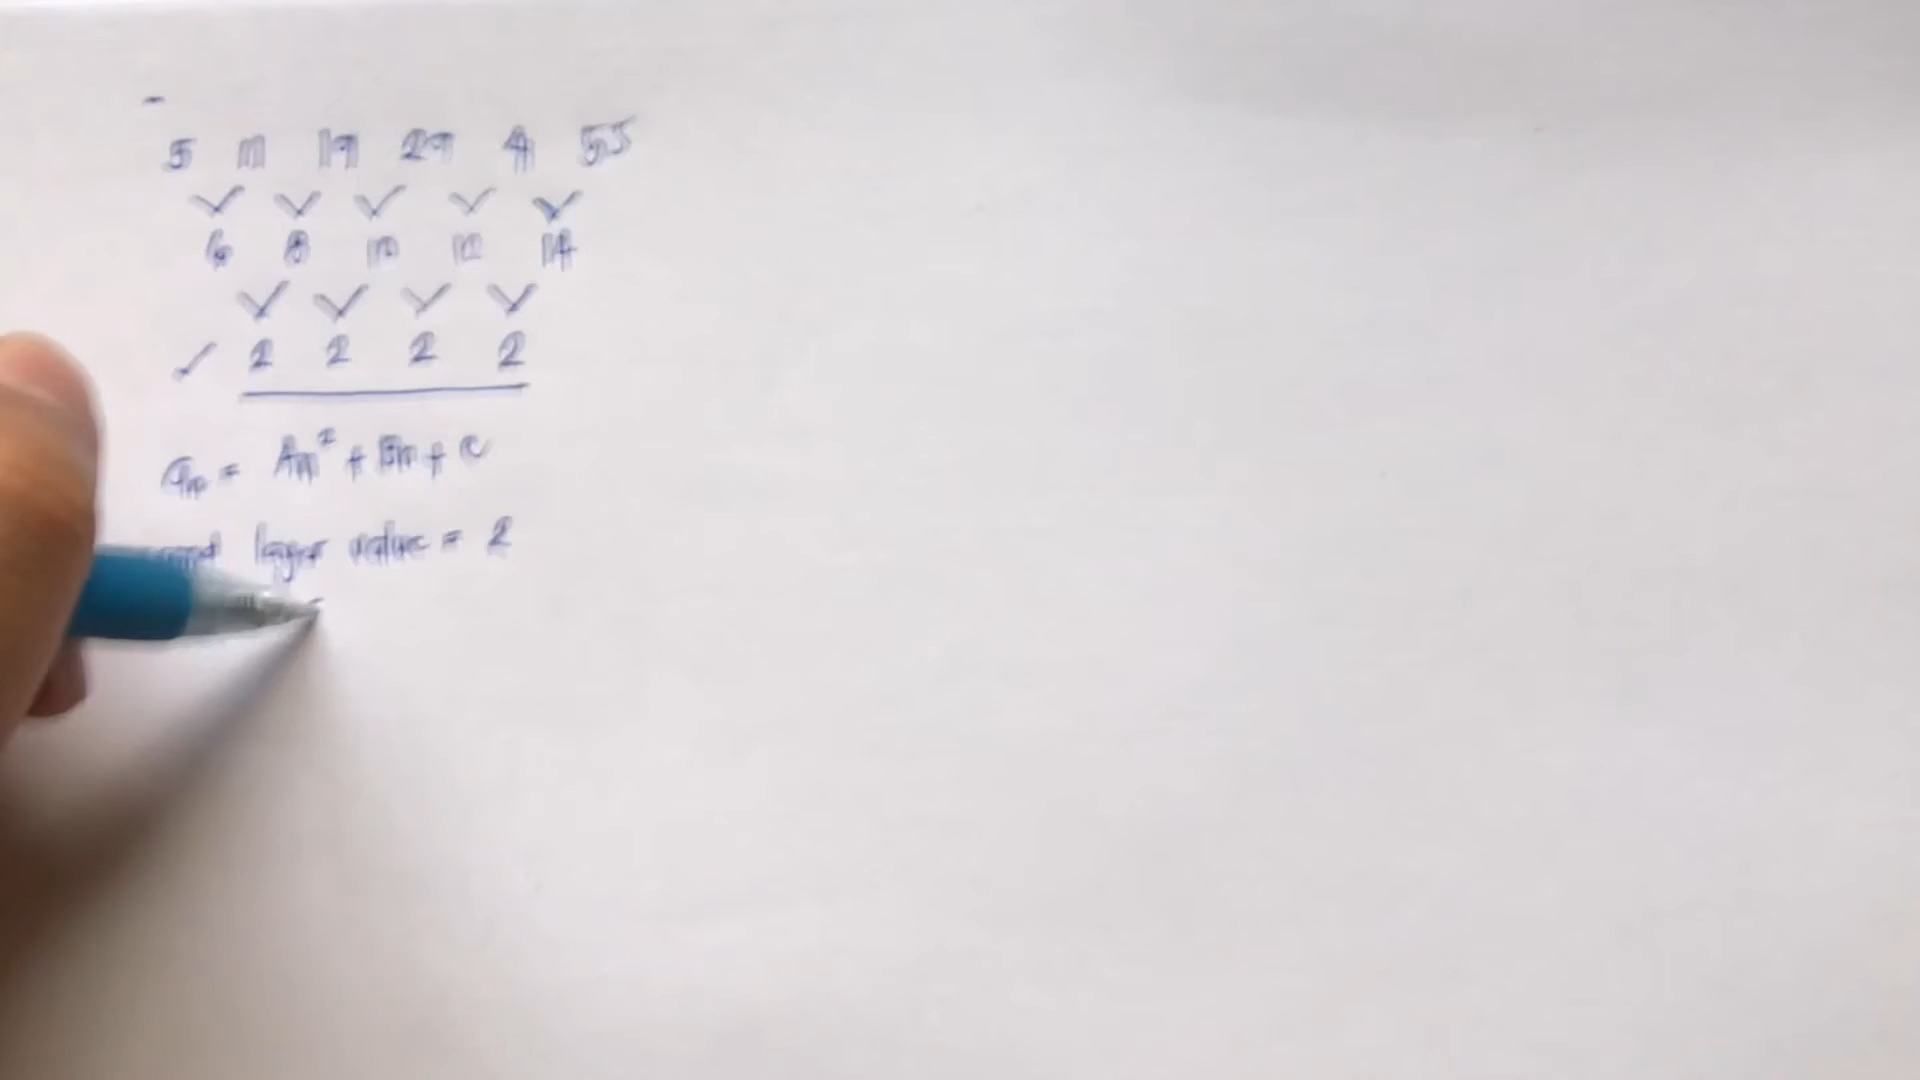 5 11 19 29 41 55
6 8 10 12 14
2 2 2 2
an = An² + Bn + C
layer value = 2